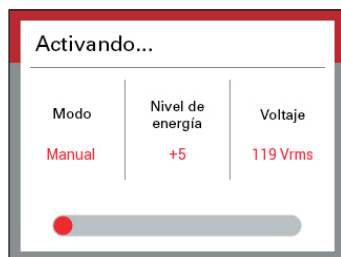 Activando...
Modo
Nivel de
energía
Voltaje
Manual
+5
119 Vrms